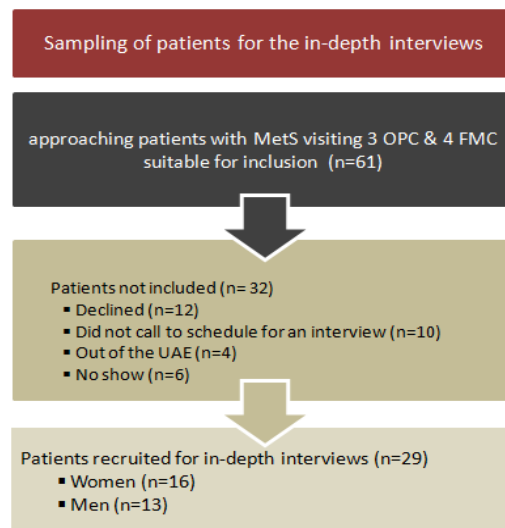 Sampling of patients for the in-depth interviews
approaching patients with MetS visiting 3 OPC & 4 FMC
suitable for inclusion (n=61)
Patients not included (n= 32)
▪ Declined (n=12)
▪ Did not call to schedule for an interview (n=10)
▪ Out of the UAE (n=4)
▪ No show (n=6)
Patients recruited for in-depth interviews (n=29)
▪ Women (n=16)
▪ Men (n=13)